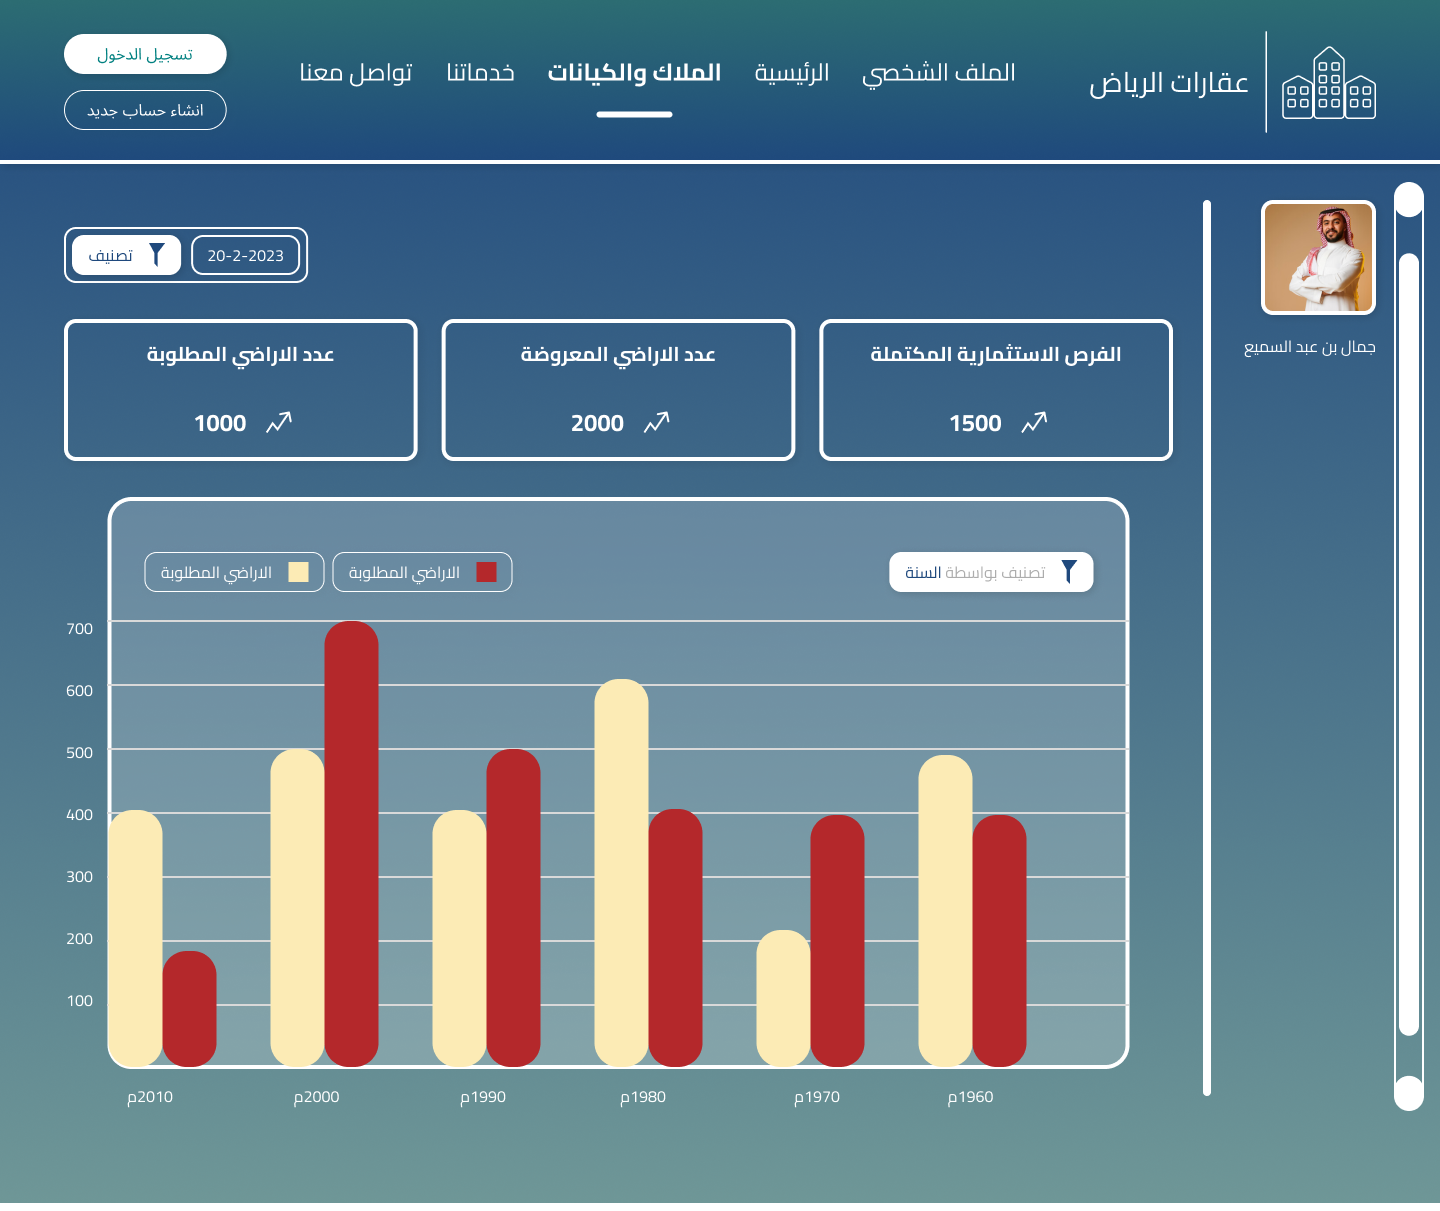 عقارات الرياض
الملف الشخصي
الرئيسية
الملاك والكيانات
خدماتنا
تواصل معنا
تسجيل الدخول
انشاء حساب جديد
جمال بن عبد السميع
20-2-2023
تصنيف
الفرص الاستثمارية المكتملة
1500
عدد الاراضي المعروضة
2000
عدد الاراضي المطلوبة
1000
تصنيف بواسطة السنة
الاراضي المطلوبة
الاراضي المطلوبة
700
600
500
400
300
200
100
1960م
1970م
1980م
1990م
2000م
2010م